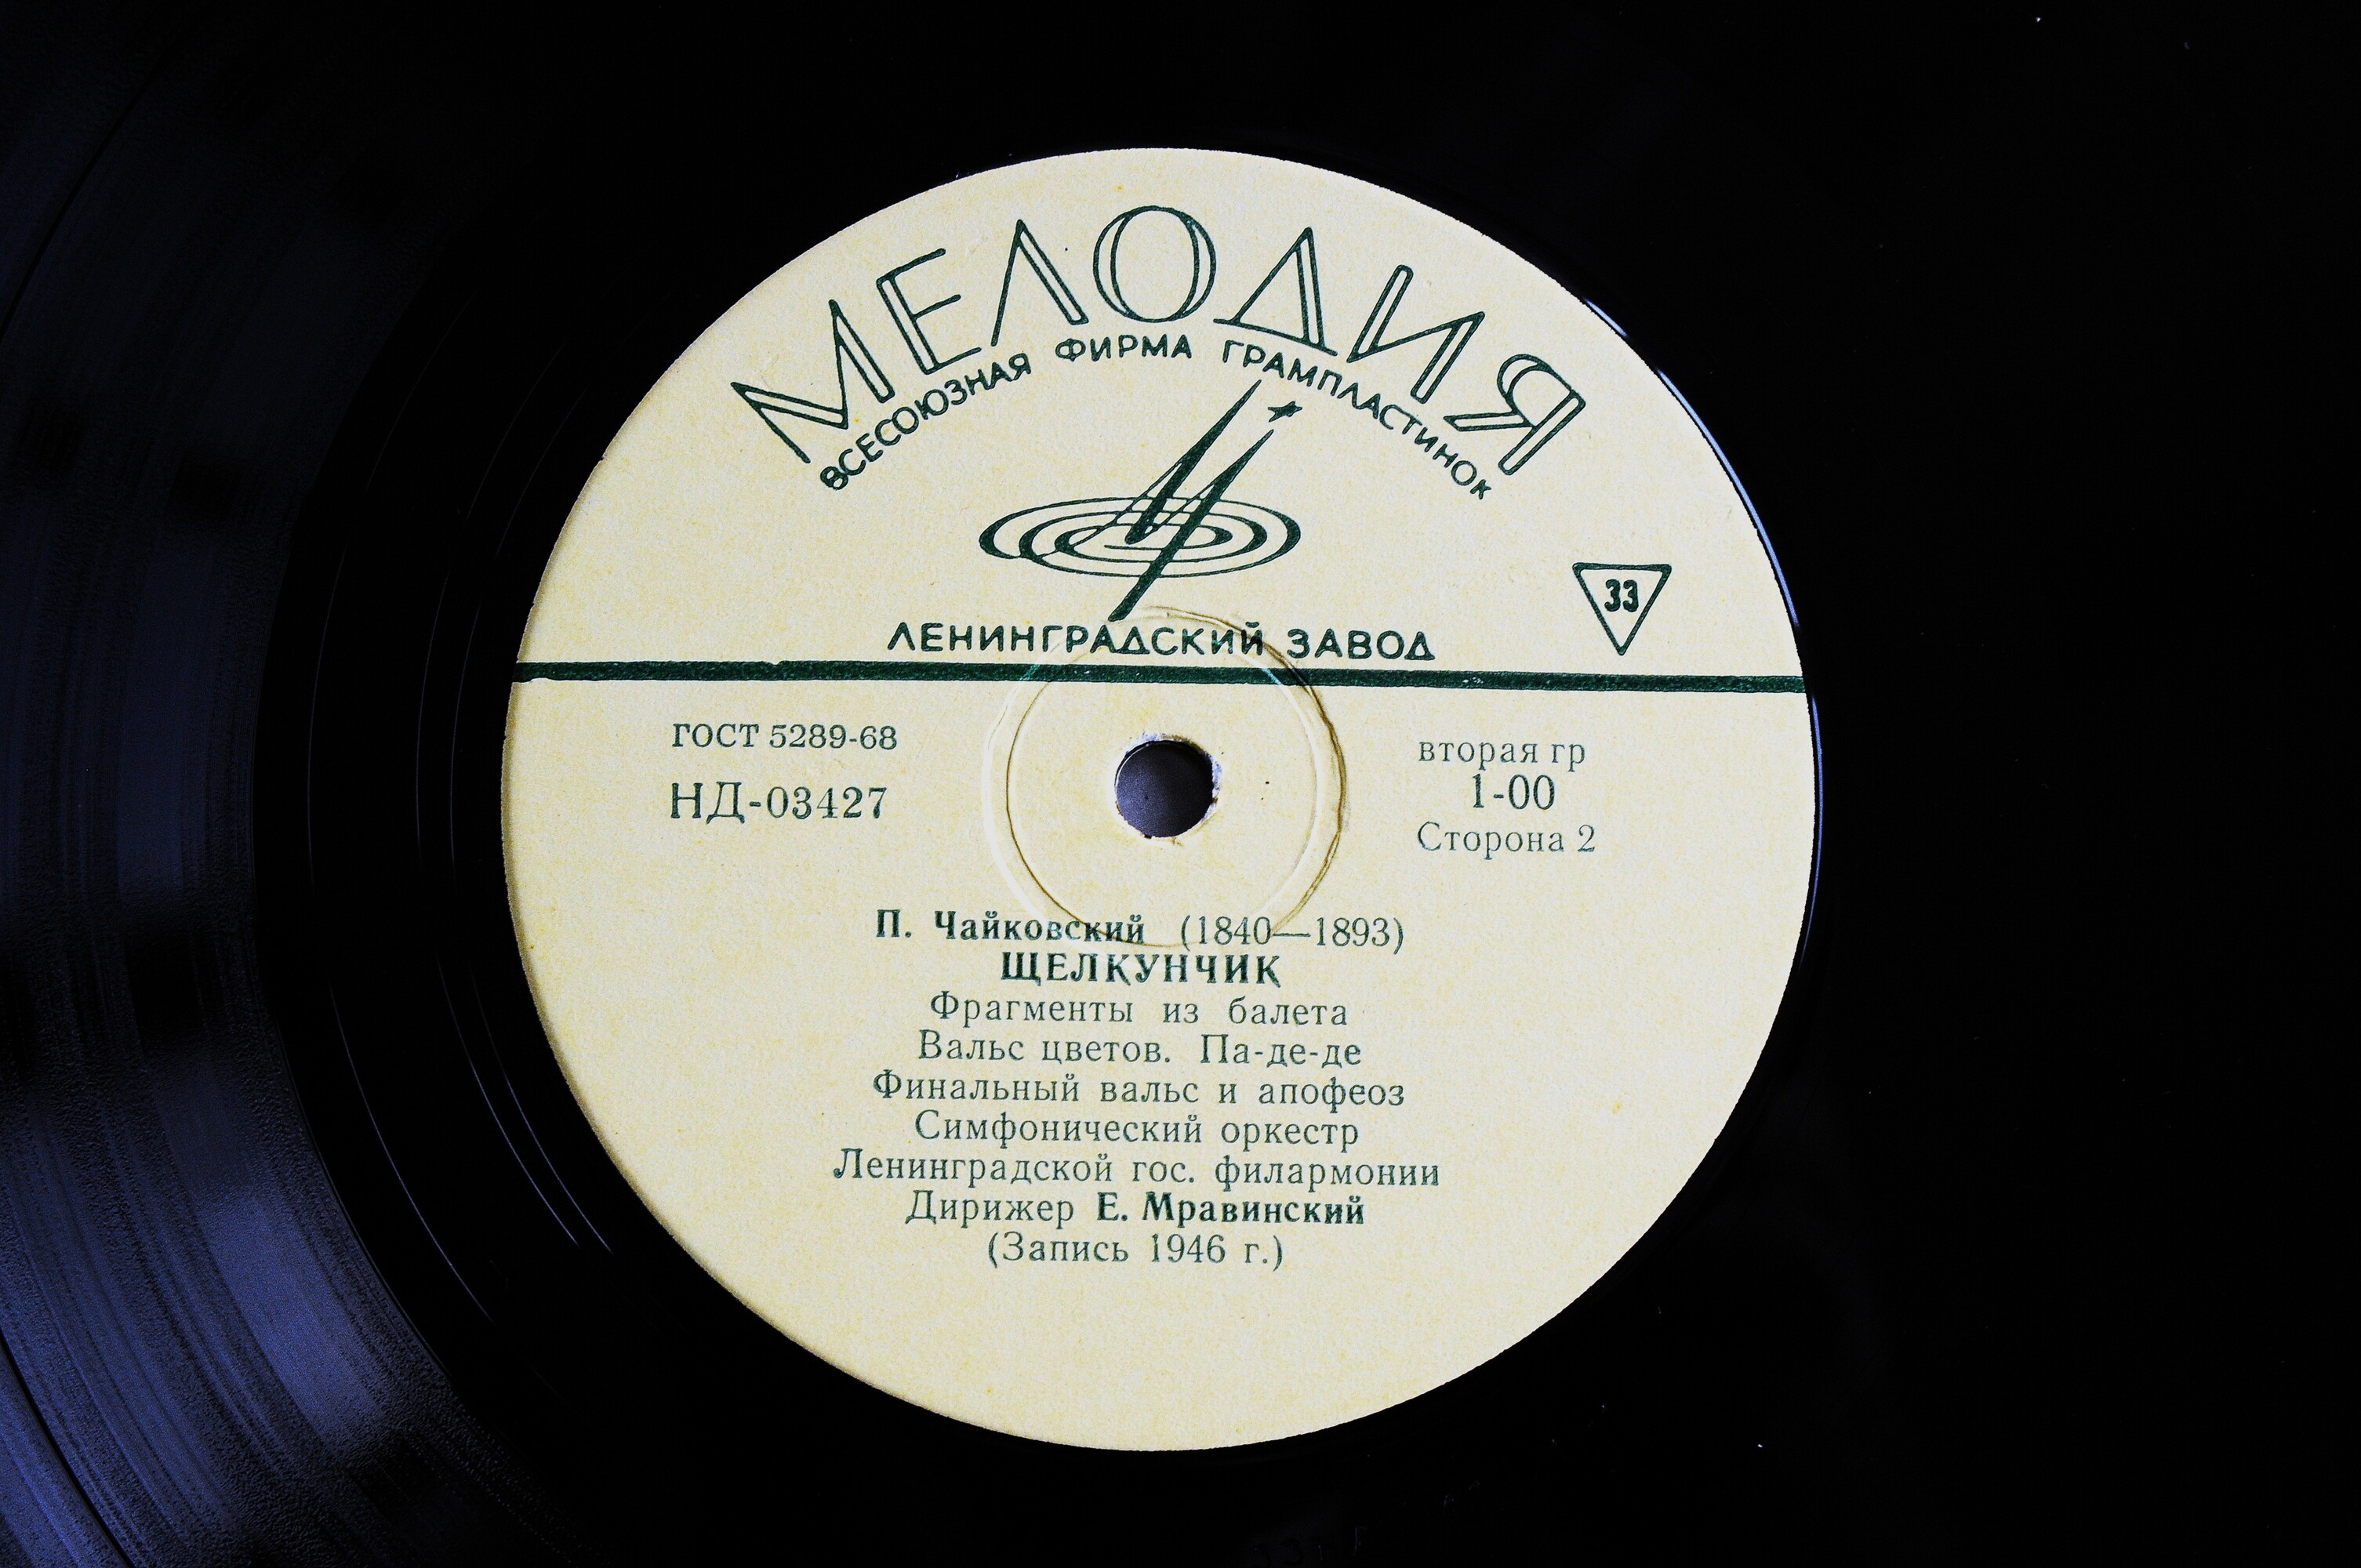 МЕЛОДИЯ
ВСЕСОЮЗНАЯ ФИРМА ГРАМПЛАСТИНОК
33
ЛЕНИНГРАДСКИЙ ЗАВОД
ГОСТ 5289-68
НД-03427
вторая гр
1-00
Сторона 2
П. Чайковский (1840—1893)
ЩЕЛКУНЧИК
Фрагменты из балета
Вальс цветов. Па-де-де
Финальный вальс и апофеоз
Симфонический оркестр
Ленинградской гос. филармонии
Дирижер Е. Мравинский
(Запись 1946 г.)